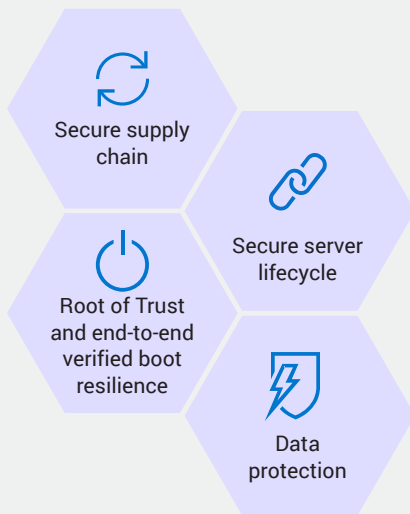 Secure supply
chain
Secure server
lifecycle
Root of Trust
and end-to-end
verified boot
resilience
Data
protection